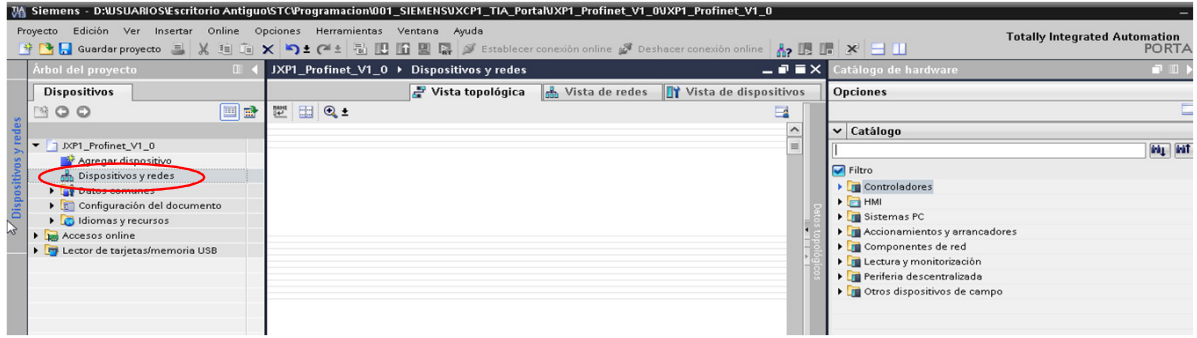 Siemens - D:\USUARIOS\Escritorio Antiguo\STC\Programacion\001_SIEMENS\JXCP1_TIA_Portal\JXP1_Profinet_V1_0\JXP1_Profinet_V1_0
Proyecto Edición Ver Insertar Online Opciones Herramientas Ventana Ayuda
Totally Integrated Automation
PORTA
Guardar proyecto Establecer conexión online Deshacer conexión online
Árbol del proyecto
JXP1_Profinet_V1_0 Dispositivos y redes
Catálogo de hardware
Dispositivos
Vista topológica Vista de redes Vista de dispositivos
Opciones
Dispositivos y redes
JXP1_Profinet_V1_0
Agregar dispositivo
Dispositivos y redes
Datos comunes
Configuración del documento
Idiomas y recursos
Accesos online
Lector de tarjetas/memoria USB
Datos topológicos
Catálogo
Filtro
Controladores
HMI
Sistemas PC
Accionamientos y arrancadores
Componentes de red
Lectura y monitorización
Periferia descentralizada
Otros dispositivos de campo